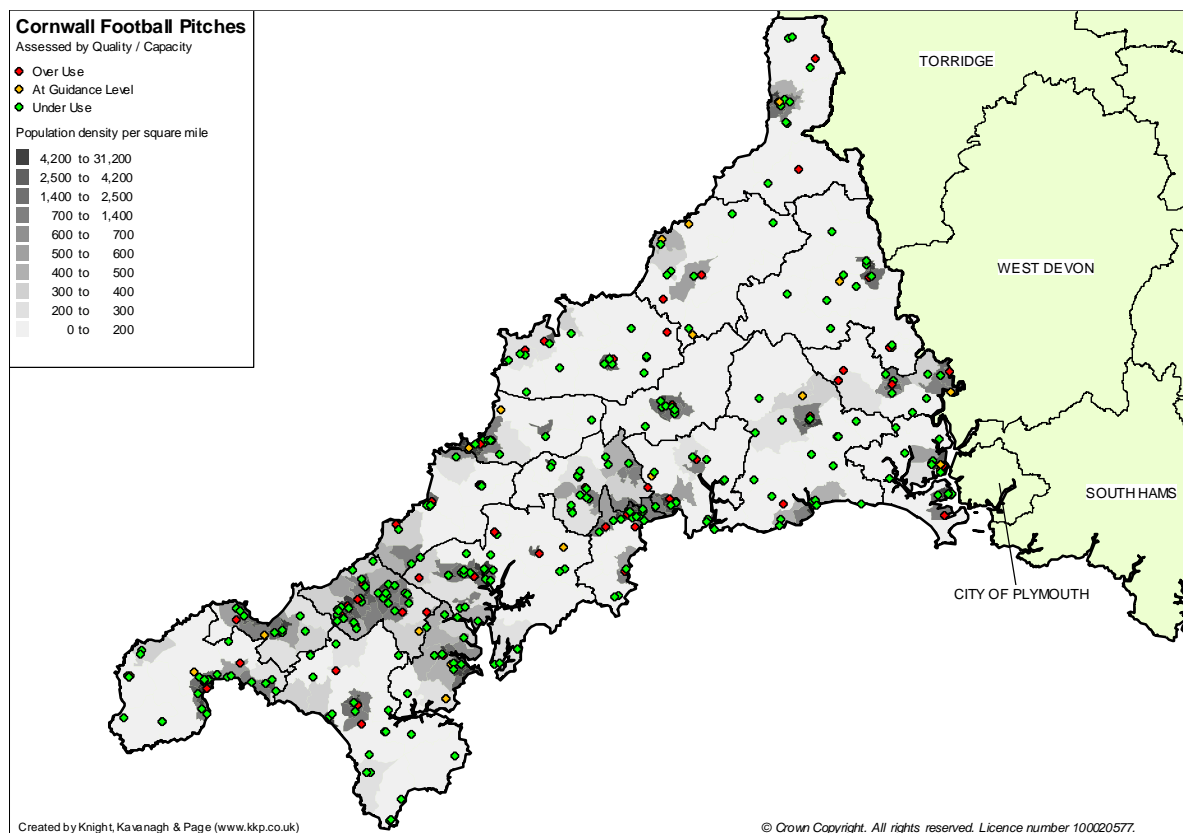 Cornwall Football Pitches
Assessed by Quality / Capacity
Over Use
At Guidance Level
Under Use
Population density per square mile
4,200 to 31,200
2,500 to 4,200
1,400 to 2,500
700 to 1,400
600 to 700
500 to 600
400 to 500
300 to 400
200 to 300
0 to 200
TORRIDGE
WEST DEVON
SOUTH HAMS
CITY OF PLYMOUTH
Created by Knight, Kavanagh & Page (www.kkp.co.uk)
© Crown Copyright. All rights reserved. Licence number 100020577.